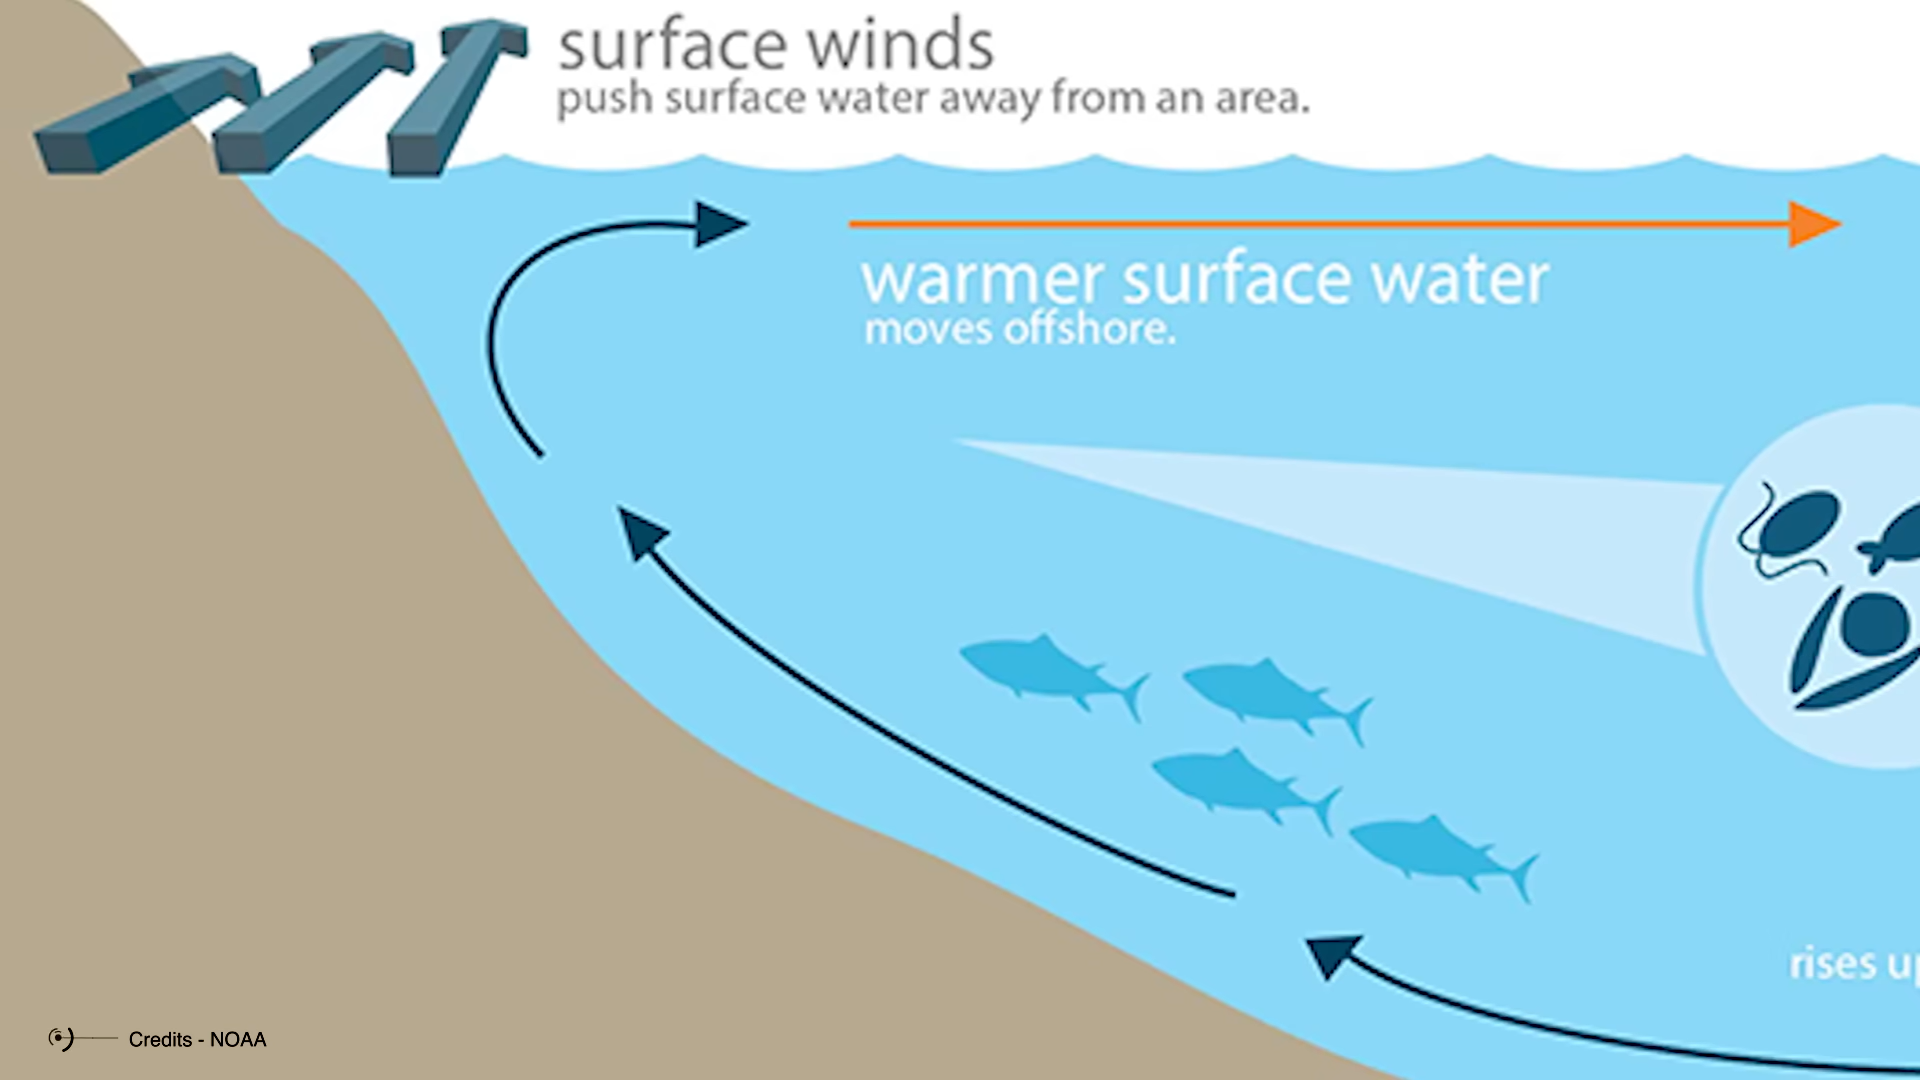 surface winds
push surface water away from an area.
warmer surface water
moves offshore.
rises
Credits - NOAA